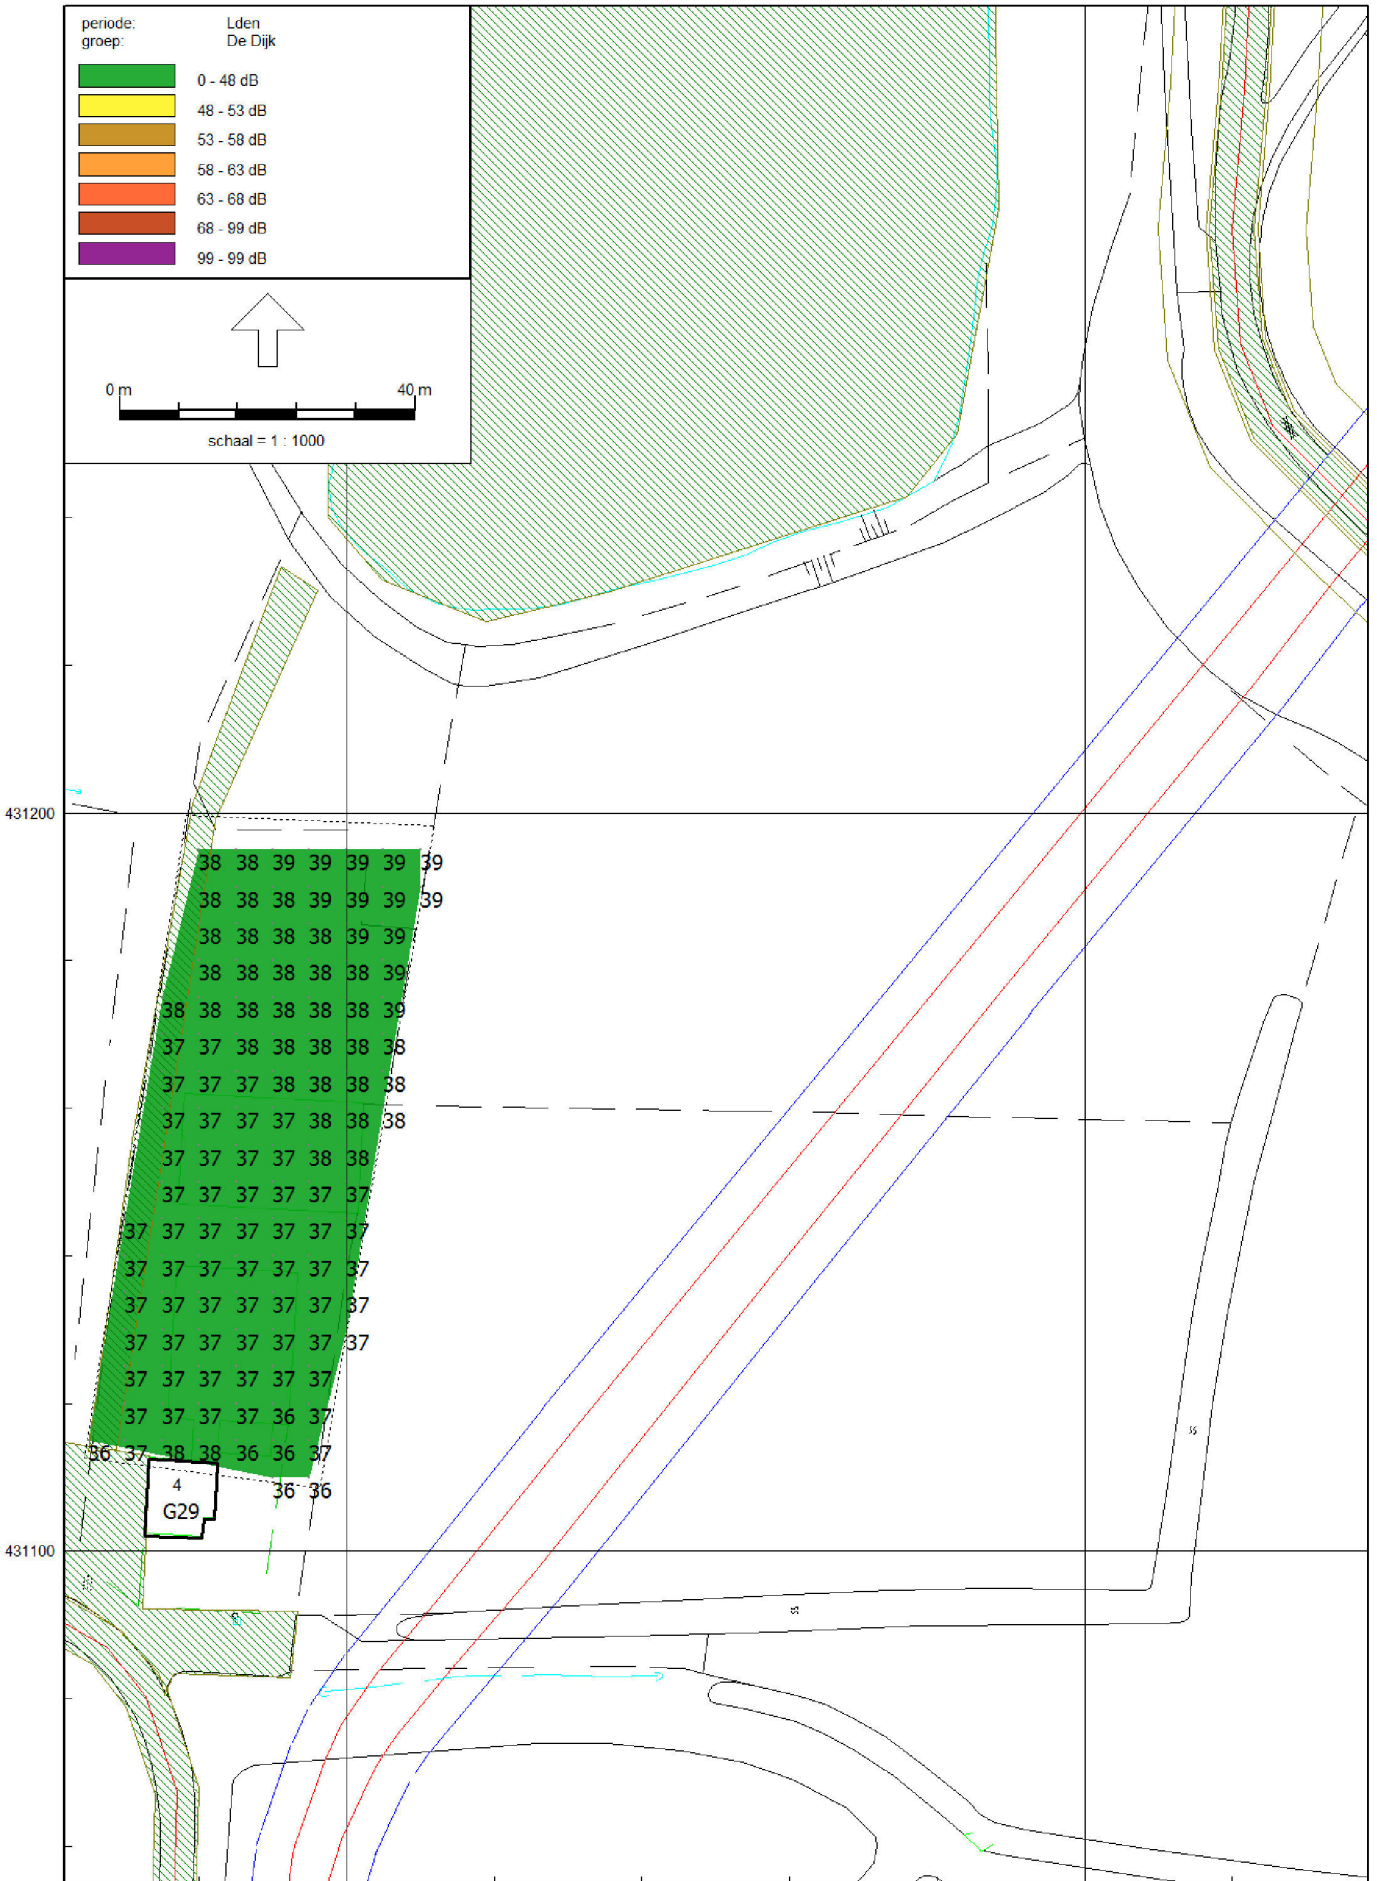 periode: Lden
groep: De Dijk
0 - 48 dB
48 - 53 dB
53 - 58 dB
58 - 63 dB
63 - 68 dB
68 - 99 dB
99 - 99 dB
0 m 40 m
schaal = 1 : 1000
431200
38 38 39 39 39 39 39
38 38 38 39 39 39 39
38 38 38 38 39 39
38 38 38 38 38 39
38 38 38 38 38 38 39
37 37 38 38 38 38 38
37 37 37 38 38 38 38
37 37 37 37 38 38 38
37 37 37 37 38 38
37 37 37 37 37 37
37 37 37 37 37 37 37
37 37 37 37 37 37 37
37 37 37 37 37 37 37
37 37 37 37 37 37 37
37 37 37 37 37 37
37 37 37 37 36 37
36 37 38 38 36 36 37
36 36
4
G29
431100